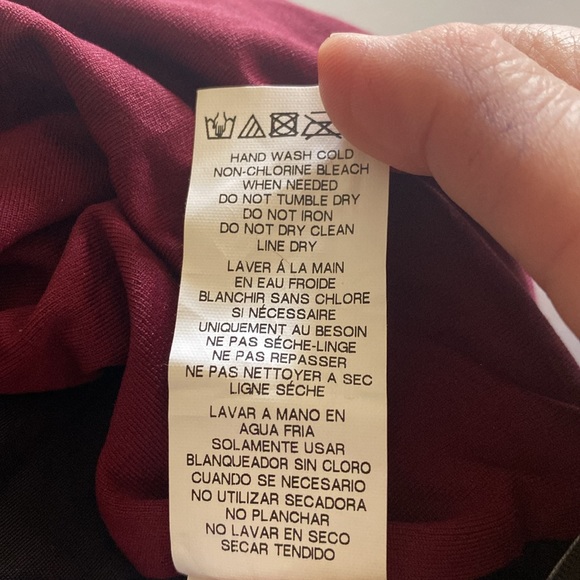 HAND WASH COLD
NON-CHLORINE BLEACH
WHEN NEEDED
DO NOT TUMBLE DRY
DO NOT IRON
DO NOT DRY CLEAN
LINE DRY
LAVER Á LA MAIN
EN EAU FROIDE
BLANCHIR SANS CHLORE
SI NÉCESSAIRE
UNIQUEMENT AU BESOIN
NE PAS SÉCHE-LINGE
NE PAS REPASSER
NE PAS NETTOYER A SEC
LIGNE SÉCHE
LAVAR A MANO EN
AGUA FRIA
SOLAMENTE USAR
BLANQUEADOR SIN CLORO
CUANDO SE NECESARIO
NO UTILIZAR SECADORA
NO PLANCHAR
NO LAVAR EN SECO
SECAR TENDIDO